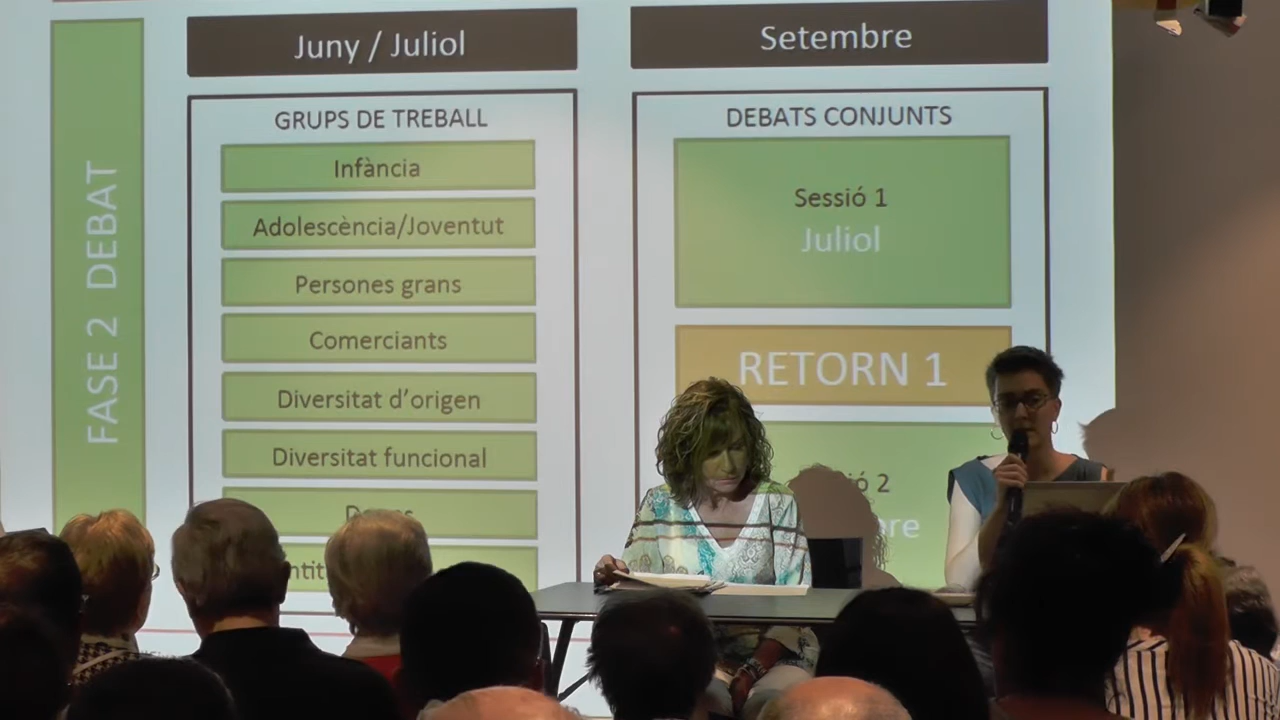 FASE 2 DEBAT
Juny / Juliol
GRUPS DE TREBALL
Infància
Adolescència/Joventut
Persones grans
Comerciants
Diversitat d'origen
Diversitat funcional
Setembre
DEBATS CONJUNTS
Sessió 1
Juliol
RETORN 1
2